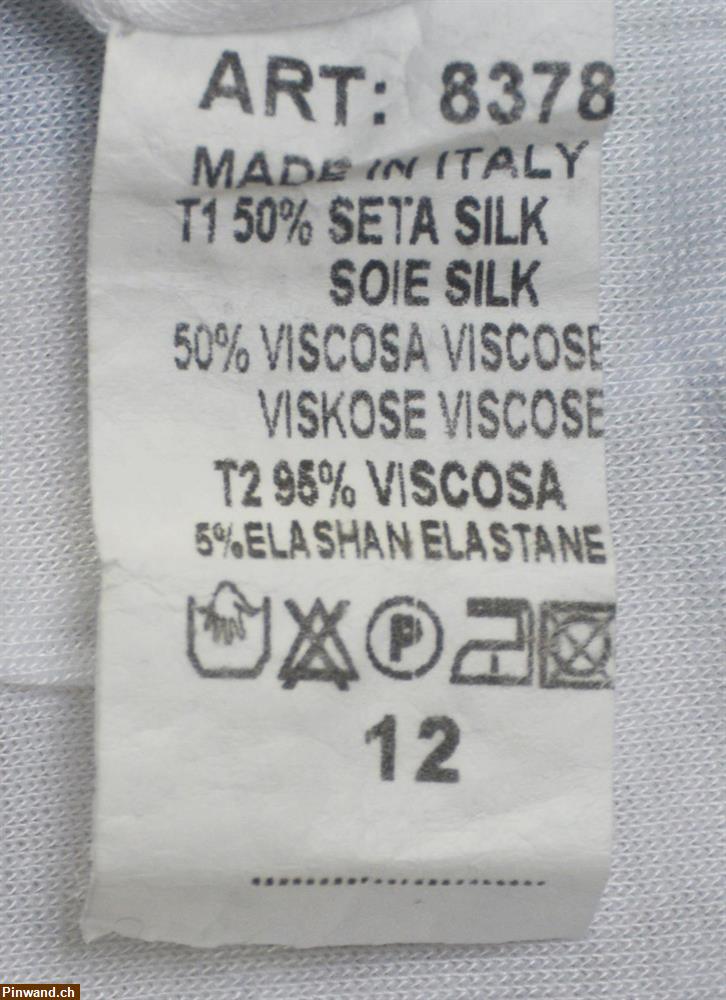 ART: 8378
MADE IN ITALY
T1 50% SETA SILK
SOIE SILK
50% VISCOSA VISCOSE
VISKOSE VISCOSE
T2 95% VISCOSA
5% ELASHAN ELASTANE
P
12
Pinwand.ch